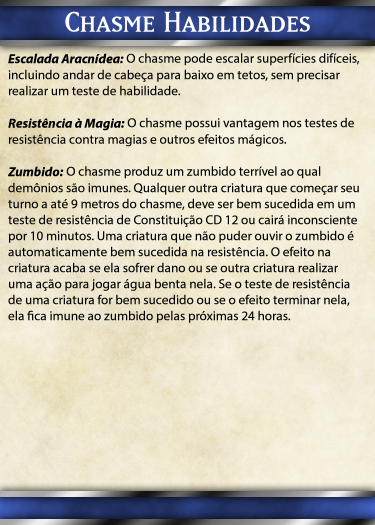 Chasme Habilidades
Escalada Aracnídea: O chasme pode escalar superfícies difíceis,
incluindo andar de cabeça para baixo em tetos, sem precisar
realizar um teste de habilidade.
Resistência à Magia: O chasme possui vantagem nos testes de
resistência contra magias e outros efeitos mágicos.
Zumbido: O chasme produz um zumbido terrível ao qual
demônios são imunes. Qualquer outra criatura que começar seu
turno a até 9 metros do chasme, deve ser bem sucedida em um
teste de resistência de Constituição CD 12 ou cairá inconsciente
por 10 minutos. Uma criatura que não puder ouvir o zumbido é
automaticamente bem sucedida na resistência. O efeito na
criatura acaba se ela sofrer dano ou se outra criatura realizar
uma ação para jogar água benta nela. Se o teste de resistência
de uma criatura for bem sucedido ou se o efeito terminar nela,
ela fica imune ao zumbido pelas próximas 24 horas.